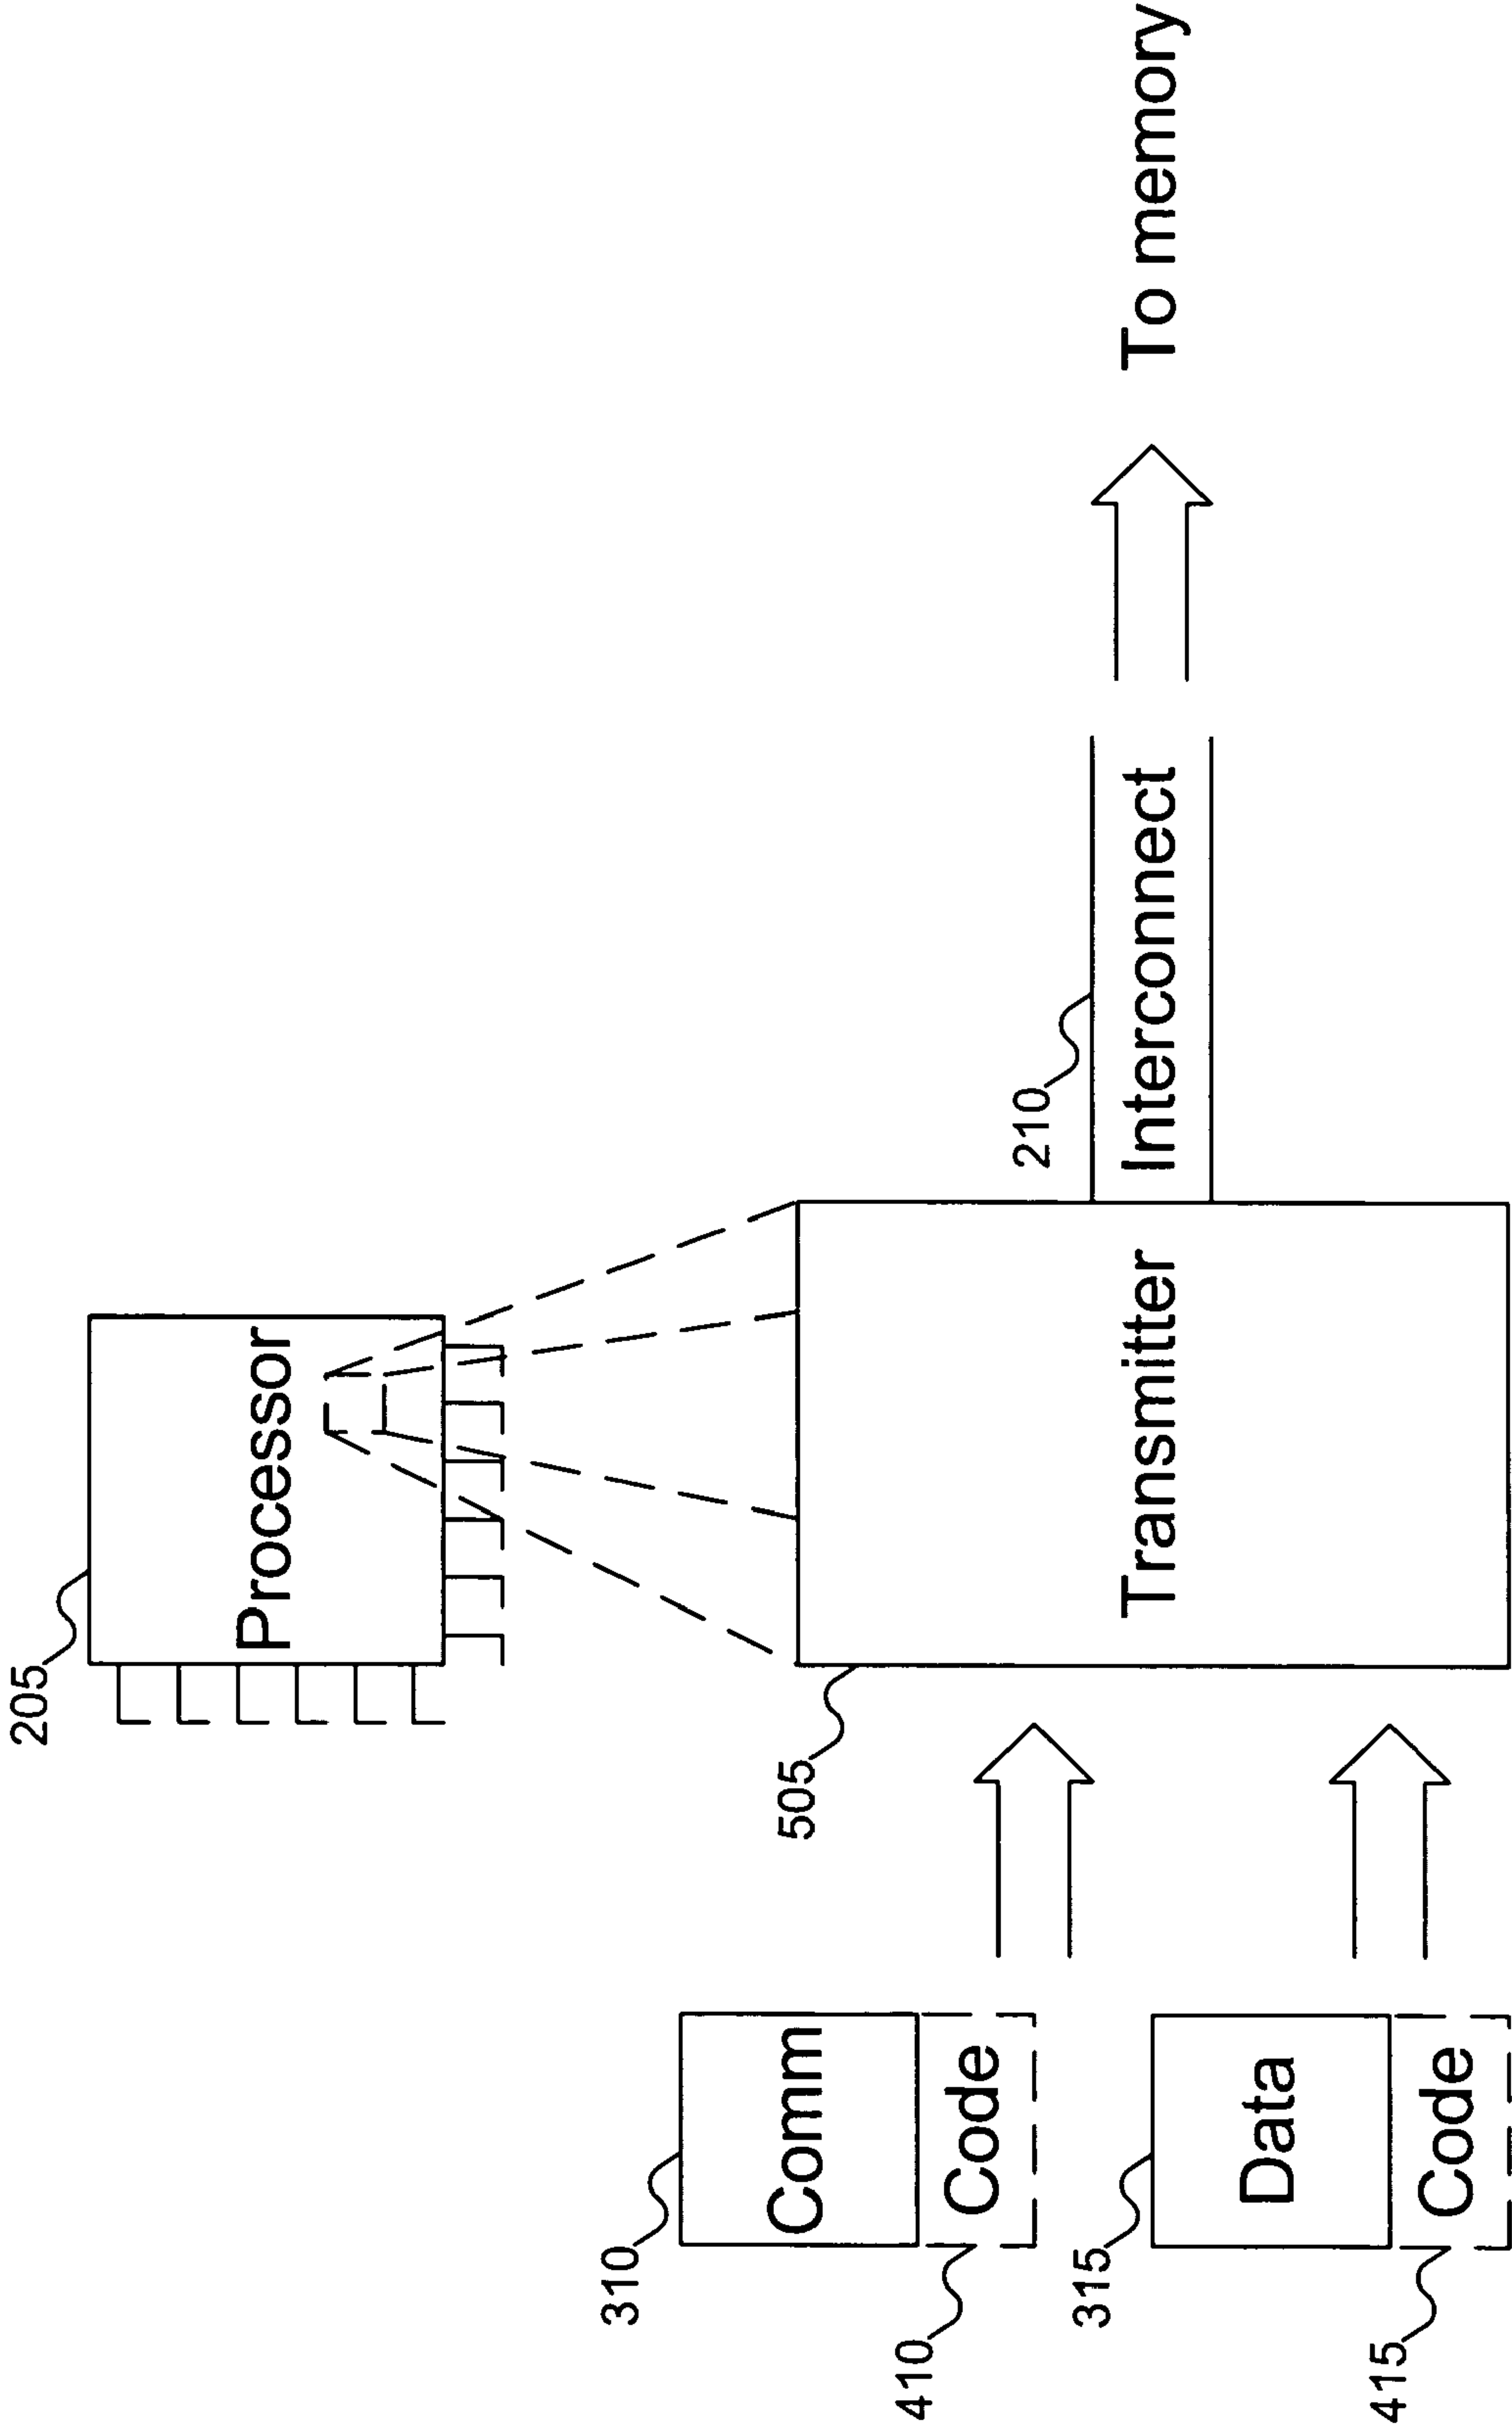 205
Processor
310
Comm
410
Code
505
Transmitter
210
Interconnect
To memory
315
Data
415
Code